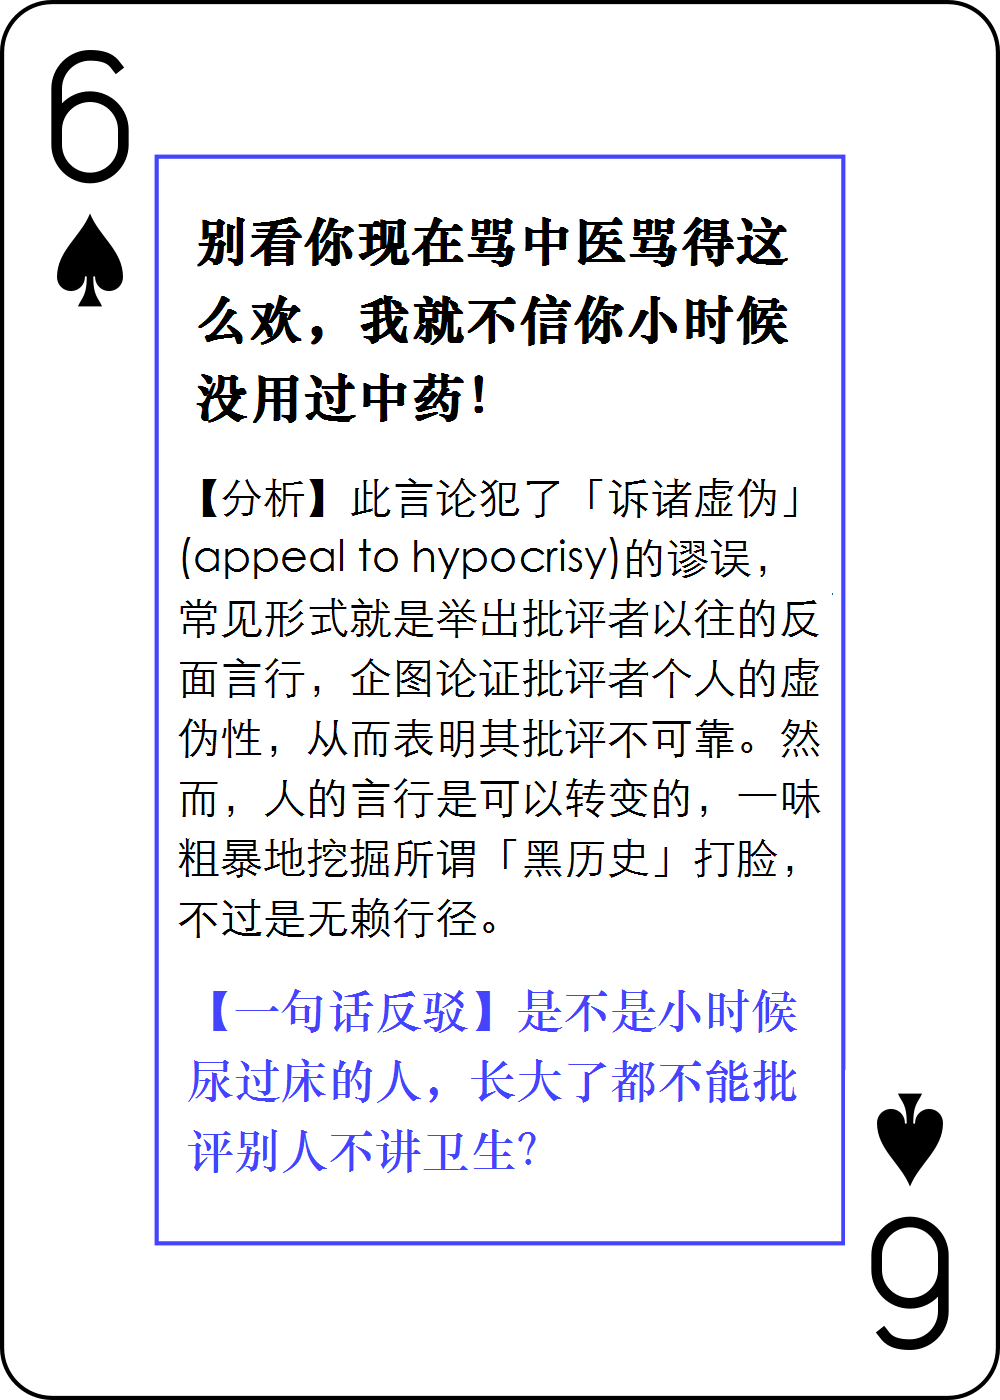 6
别看你现在骂中医骂得这
么欢，我就不信你小时候
没用过中药！
【分析】此言论犯了「诉诸虚伪」
(appeal to hypocrisy)的谬误，
常见形式就是举出批评者以往的反
面言行，企图论证批评者个人的虚
伪性，从而表明其批评不可靠。然
而，人的言行是可以转变的，一味
粗暴地挖掘所谓「黑历史」打脸，
不过是无赖行径。
【一句话反驳】是不是小时候
尿过床的人，长大了都不能批
评别人不讲卫生？
6